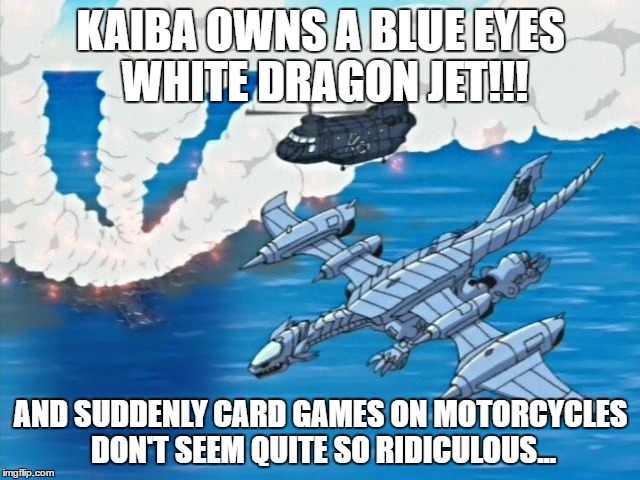 KAIBA OWNS A BLUE EYES
WHITE DRAGON JET!!!
AND SUDDENLY CARD GAMES ON MOTORCYCLES
DON'T SEEM QUITE SO RIDICULOUS...
imgflip.com